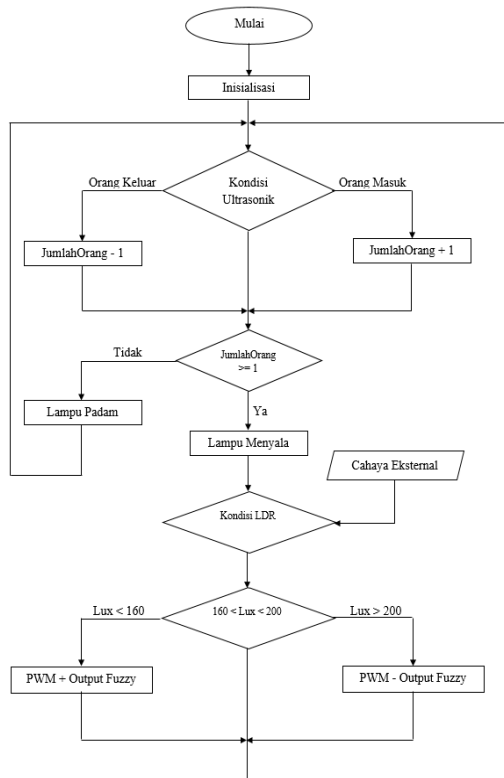 Mulai
Inisialisasi
Orang Keluar
Kondisi
Ultrasonik
Orang Masuk
JumlahOrang - 1
JumlahOrang + 1
Tidak
JumlahOrang
>= 1
Lampu Padam
Ya
Lampu Menyala
Cahaya Eksternal
Kondisi LDR
Lux < 160
160 < Lux < 200
Lux > 200
PWM + Output Fuzzy
PWM - Output Fuzzy